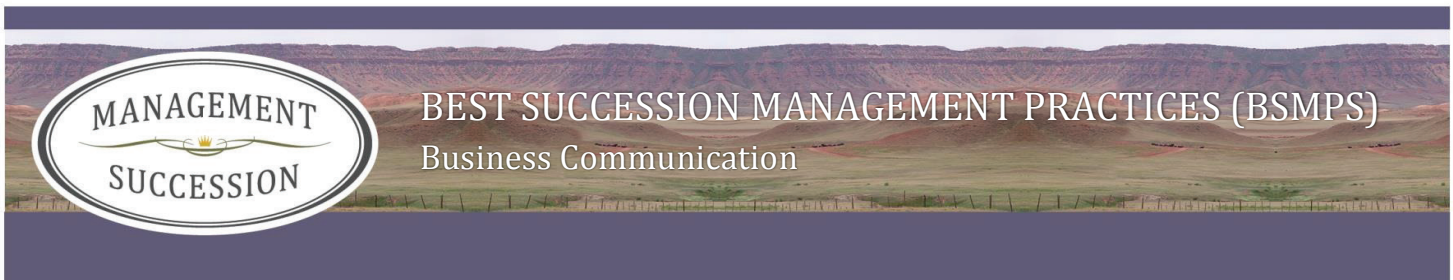 MANAGEMENT
SUCCESSION
BEST SUCCESSION MANAGEMENT PRACTICES (BSMPS)
Business Communication